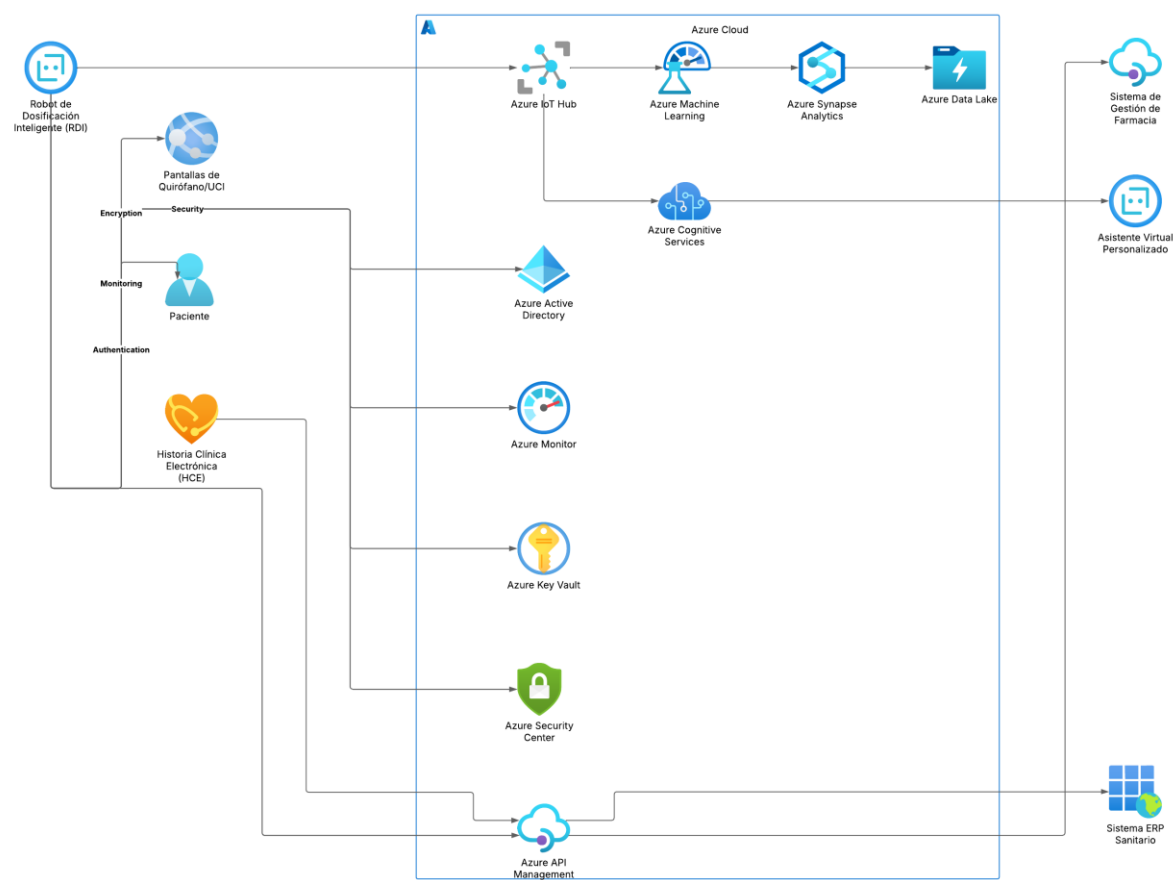 Azure Cloud
Robot de
Dosificación
Inteligente (RDI)
Azure IoT Hub
Azure Machine
Learning
Azure Synapse
Analytics
Azure Data Lake
Sistema de
Gestión de
Farmacia
Pantallas de
Quirófano/UCI
Encryption
Security
Azure Cognitive
Services
Asistente Virtual
Personalizado
Monitoring
Paciente
Azure Active
Directory
Authentication
Historia Clínica
Electrónica
(HCE)
Azure Monitor
Azure Key Vault
Azure Security
Center
Azure API
Management
Sistema ERP
Sanitario